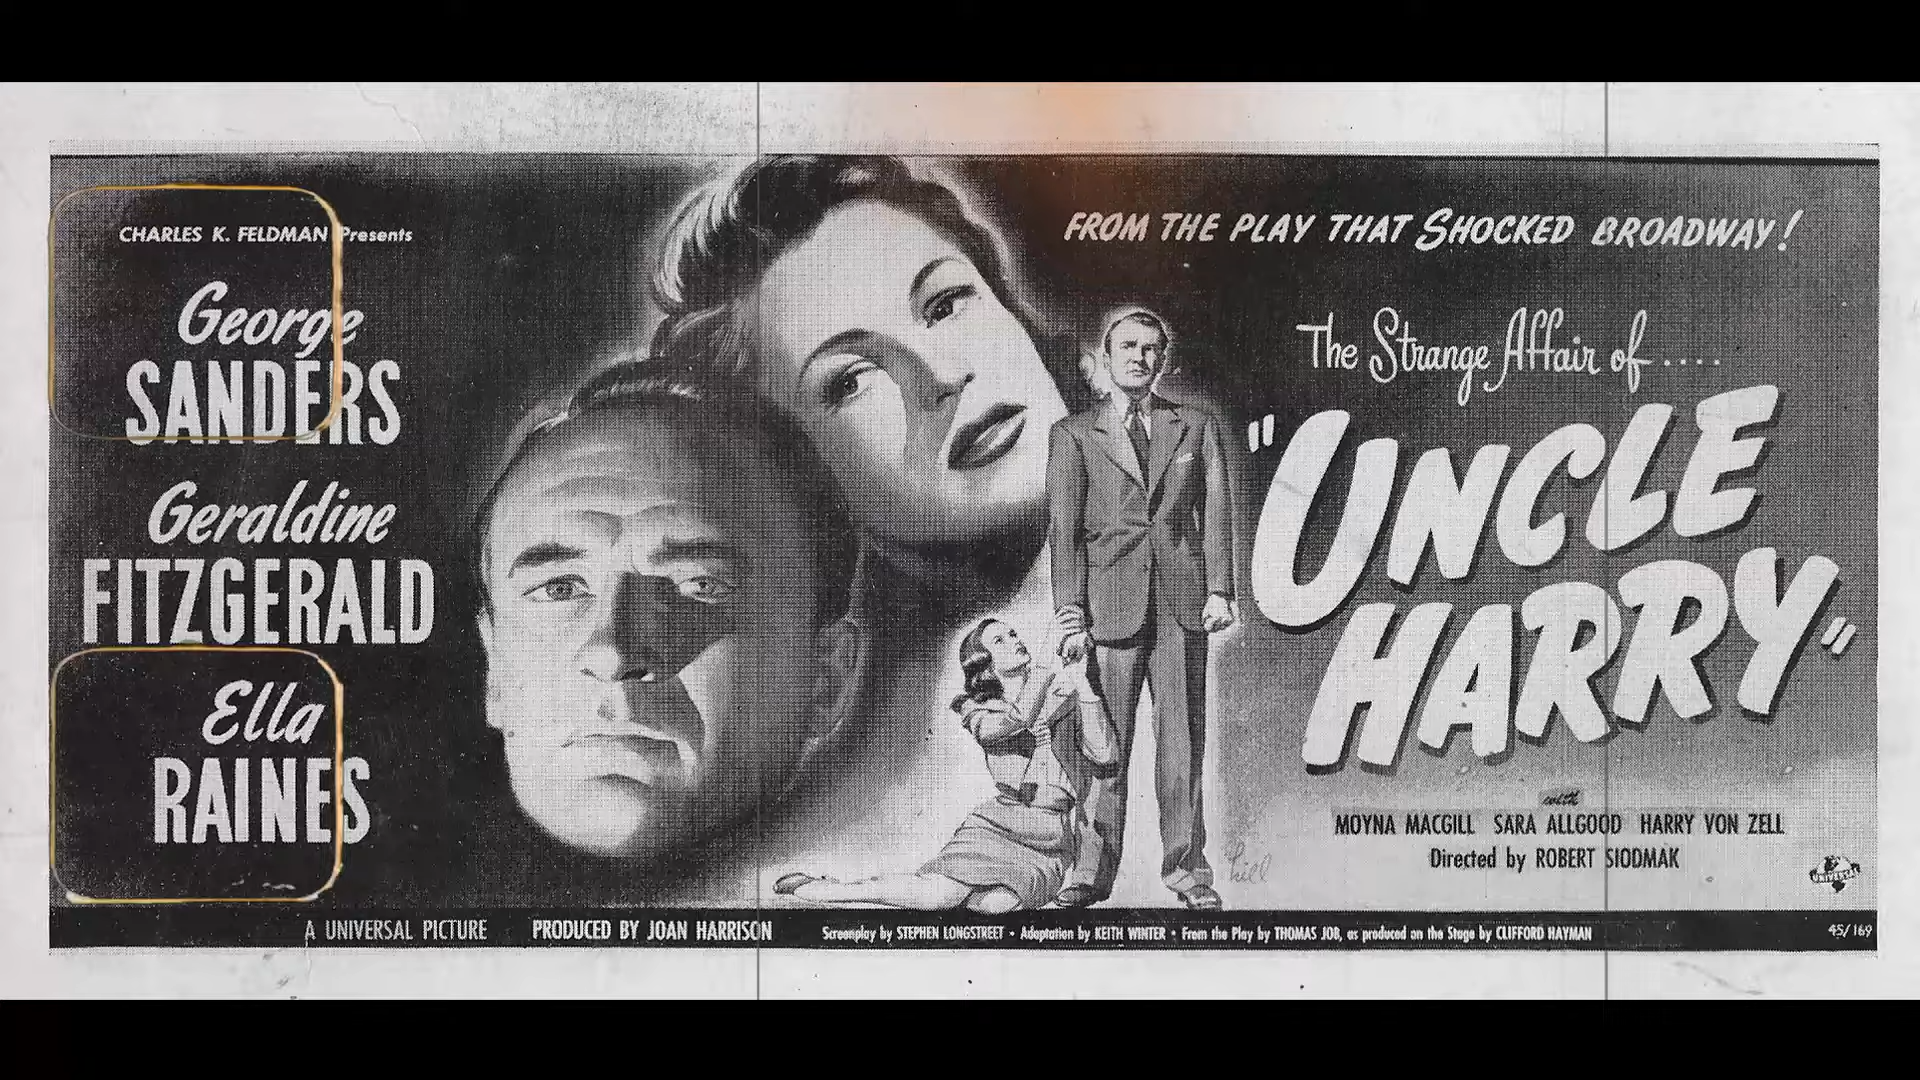 CHARLES K. FELDMAN Presents
George
SANDERS
Geraldine
FITZGERALD
Ella
RAINES
FROM THE PLAY THAT SHOCKED BROADWAY!
The Strange Affair of....
"UNCLE
HARRY"
with
MOYNA MACGILL SARA ALLGOOD HARRY VON ZELL
Directed by ROBERT SIODMAK
UNIVERSAL
A UNIVERSAL PICTURE PRODUCED BY JOAN HARRISON Screenplay by STEPHEN LONGSTREET • Adaptation by KEITH WINTER • From the Play by THOMAS JOB, as produced on the Stage by CLIFFORD HAYMAN 45/169